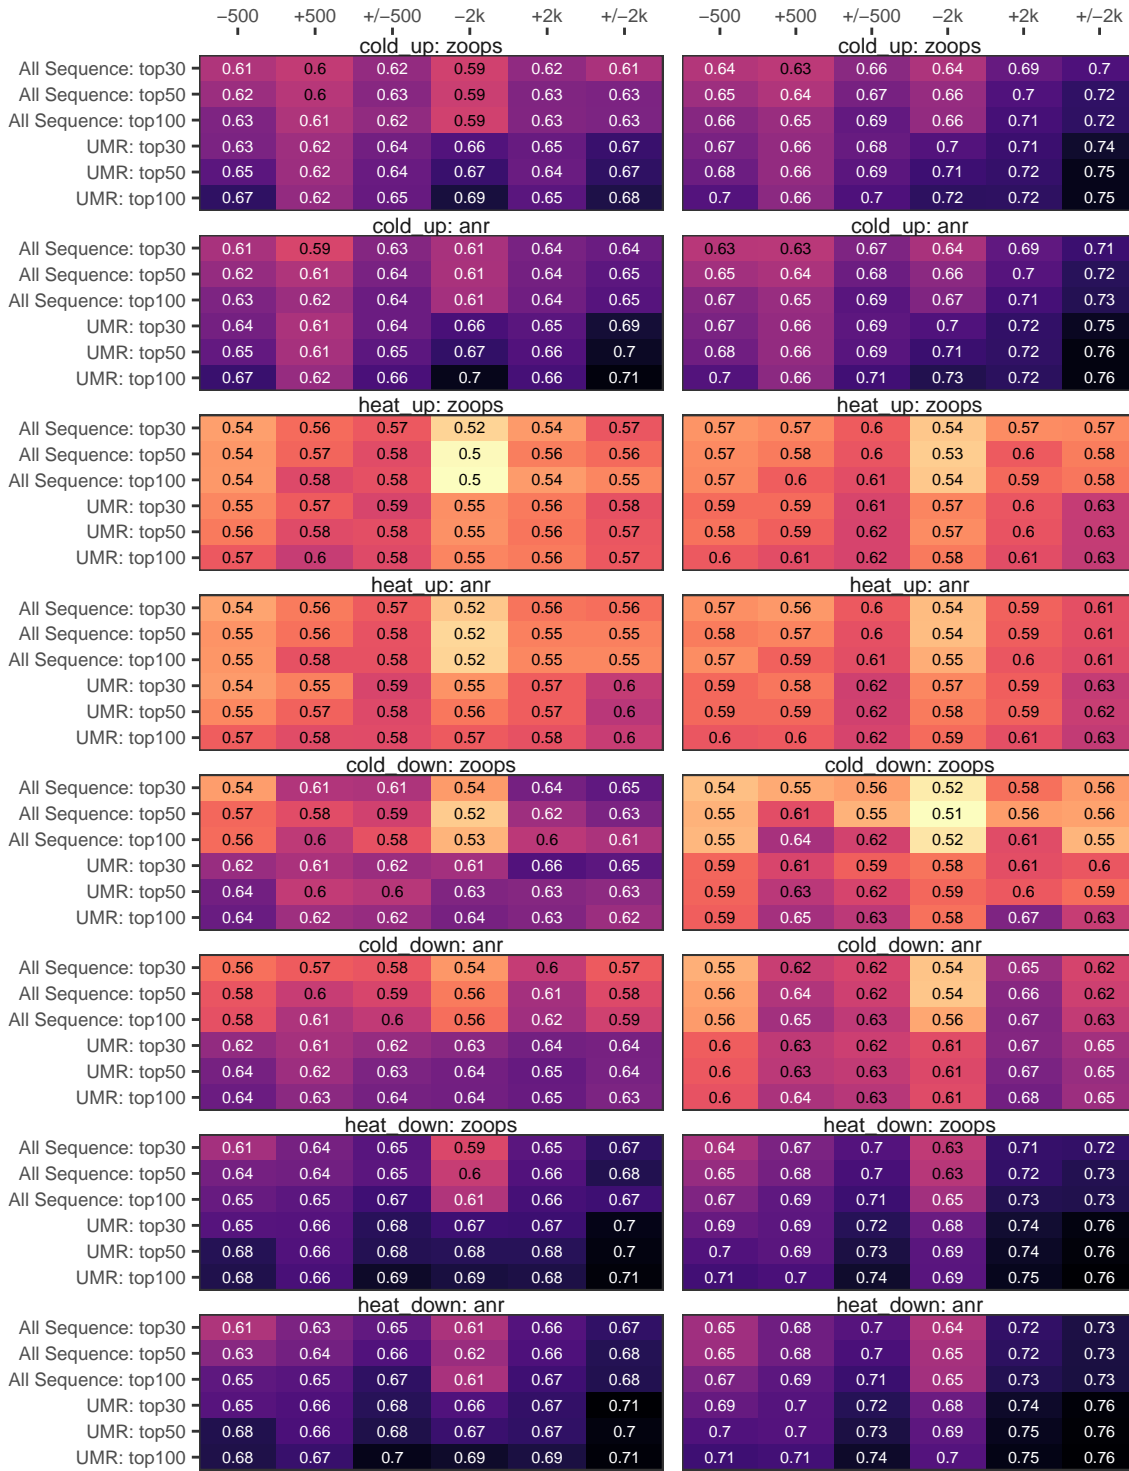 −500 +500 +/−500 −2k +2k +/−2k −500 +500 +/−500 −2k +2k +/−2k
cold_up: zoops cold_up: zoops
All Sequence: top30 0.61 0.6 0.62 0.59 0.62 0.61 0.64 0.63 0.66 0.64 0.69 0.7
All Sequence: top50 0.62 0.6 0.63 0.59 0.63 0.63 0.65 0.64 0.67 0.66 0.7 0.72
All Sequence: top100 0.63 0.61 0.62 0.59 0.63 0.63 0.66 0.65 0.69 0.66 0.71 0.72
UMR: top30 0.63 0.62 0.64 0.66 0.65 0.67 0.67 0.66 0.68 0.7 0.71 0.74
UMR: top50 0.65 0.62 0.64 0.67 0.64 0.67 0.68 0.66 0.69 0.71 0.72 0.75
UMR: top100 0.67 0.62 0.65 0.69 0.65 0.68 0.7 0.66 0.7 0.72 0.72 0.75
cold_up: anr cold_up: anr
All Sequence: top30 0.61 0.59 0.63 0.61 0.64 0.64 0.63 0.63 0.67 0.64 0.69 0.71
All Sequence: top50 0.62 0.61 0.64 0.61 0.64 0.65 0.65 0.64 0.68 0.66 0.7 0.72
All Sequence: top100 0.63 0.62 0.64 0.61 0.64 0.65 0.67 0.65 0.69 0.67 0.71 0.73
UMR: top30 0.64 0.61 0.64 0.66 0.65 0.69 0.67 0.66 0.69 0.7 0.72 0.75
UMR: top50 0.65 0.61 0.65 0.67 0.66 0.7 0.68 0.66 0.69 0.71 0.72 0.76
UMR: top100 0.67 0.62 0.66 0.7 0.66 0.71 0.7 0.66 0.71 0.73 0.72 0.76
heat_up: zoops heat_up: zoops
All Sequence: top30 0.54 0.56 0.57 0.52 0.54 0.57 0.57 0.57 0.6 0.54 0.57 0.57
All Sequence: top50 0.54 0.57 0.58 0.5 0.56 0.56 0.57 0.58 0.6 0.53 0.6 0.58
All Sequence: top100 0.54 0.58 0.58 0.5 0.54 0.55 0.57 0.6 0.61 0.54 0.59 0.58
UMR: top30 0.55 0.57 0.59 0.55 0.56 0.58 0.59 0.59 0.61 0.57 0.6 0.63
UMR: top50 0.56 0.58 0.58 0.55 0.56 0.56 0.58 0.59 0.62 0.57 0.6 0.63
UMR: top100 0.57 0.6 0.58 0.55 0.56 0.57 0.6 0.61 0.62 0.58 0.61 0.63
heat_up: anr heat_up: anr
All Sequence: top30 0.54 0.56 0.57 0.52 0.56 0.56 0.57 0.56 0.6 0.54 0.59 0.61
All Sequence: top50 0.55 0.56 0.58 0.52 0.55 0.55 0.58 0.57 0.6 0.54 0.59 0.61
All Sequence: top100 0.55 0.58 0.58 0.52 0.55 0.55 0.57 0.59 0.61 0.55 0.6 0.61
UMR: top30 0.54 0.55 0.59 0.55 0.57 0.6 0.59 0.58 0.62 0.57 0.59 0.63
UMR: top50 0.55 0.57 0.58 0.56 0.57 0.6 0.59 0.59 0.62 0.58 0.59 0.62
UMR: top100 0.57 0.58 0.58 0.57 0.58 0.6 0.6 0.6 0.62 0.59 0.61 0.63
cold_down: zoops cold_down: zoops
All Sequence: top30 0.54 0.61 0.61 0.54 0.64 0.65 0.54 0.55 0.56 0.52 0.58 0.56
All Sequence: top50 0.57 0.58 0.59 0.52 0.62 0.63 0.55 0.61 0.55 0.51 0.56 0.56
All Sequence: top100 0.56 0.6 0.58 0.53 0.6 0.61 0.55 0.64 0.62 0.52 0.61 0.55
UMR: top30 0.62 0.61 0.62 0.61 0.66 0.65 0.59 0.61 0.59 0.58 0.61 0.6
UMR: top50 0.64 0.6 0.6 0.63 0.63 0.63 0.59 0.63 0.62 0.59 0.6 0.59
UMR: top100 0.64 0.62 0.62 0.64 0.63 0.62 0.59 0.65 0.63 0.58 0.67 0.63
cold_down: anr cold_down: anr
All Sequence: top30 0.56 0.57 0.58 0.54 0.6 0.57 0.55 0.62 0.62 0.54 0.65 0.62
All Sequence: top50 0.58 0.6 0.59 0.56 0.61 0.58 0.56 0.64 0.62 0.54 0.66 0.62
All Sequence: top100 0.58 0.61 0.6 0.56 0.62 0.59 0.56 0.65 0.63 0.56 0.67 0.63
UMR: top30 0.62 0.61 0.62 0.63 0.64 0.64 0.6 0.63 0.62 0.61 0.67 0.65
UMR: top50 0.64 0.62 0.63 0.64 0.65 0.64 0.6 0.63 0.63 0.61 0.67 0.65
UMR: top100 0.64 0.63 0.64 0.64 0.65 0.63 0.6 0.64 0.63 0.61 0.68 0.65
heat_down: zoops heat_down: zoops
All Sequence: top30 0.61 0.64 0.65 0.59 0.65 0.67 0.64 0.67 0.7 0.63 0.71 0.72
All Sequence: top50 0.64 0.64 0.65 0.6 0.66 0.68 0.65 0.68 0.7 0.63 0.72 0.73
All Sequence: top100 0.65 0.65 0.67 0.61 0.66 0.67 0.67 0.69 0.71 0.65 0.73 0.73
UMR: top30 0.65 0.66 0.68 0.67 0.67 0.7 0.69 0.69 0.72 0.68 0.74 0.76
UMR: top50 0.68 0.66 0.68 0.68 0.68 0.7 0.7 0.69 0.73 0.69 0.74 0.76
UMR: top100 0.68 0.66 0.69 0.69 0.68 0.71 0.71 0.7 0.74 0.69 0.75 0.76
heat_down: anr heat_down: anr
All Sequence: top30 0.61 0.63 0.65 0.61 0.66 0.67 0.65 0.68 0.7 0.64 0.72 0.73
All Sequence: top50 0.63 0.64 0.66 0.62 0.66 0.68 0.65 0.68 0.7 0.65 0.72 0.73
All Sequence: top100 0.65 0.65 0.67 0.61 0.67 0.68 0.67 0.69 0.71 0.65 0.73 0.73
UMR: top30 0.65 0.66 0.68 0.66 0.67 0.71 0.69 0.7 0.72 0.68 0.74 0.76
UMR: top50 0.68 0.66 0.68 0.67 0.67 0.7 0.7 0.7 0.73 0.69 0.75 0.76
UMR: top100 0.68 0.67 0.7 0.69 0.69 0.71 0.71 0.71 0.74 0.7 0.75 0.76